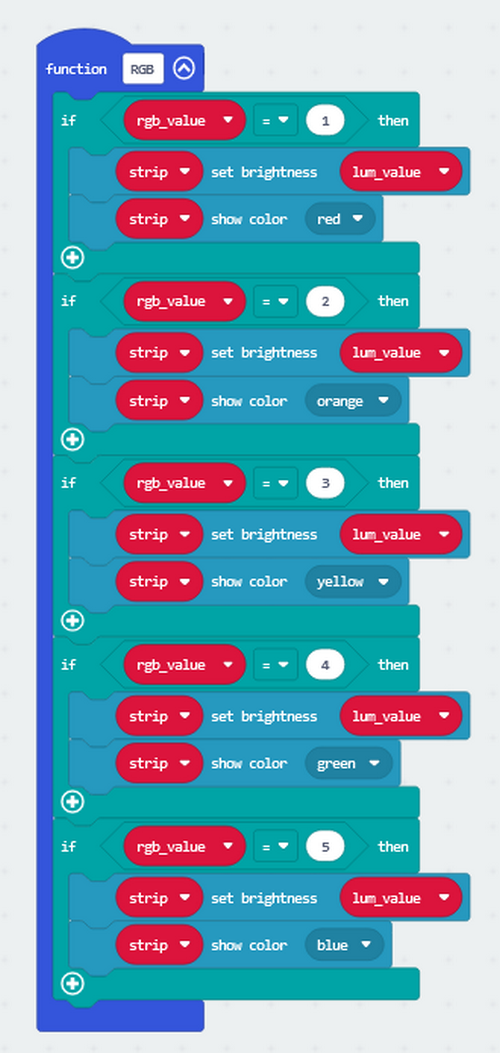 function RGB
if rgb_value = 1 then
strip set brightness lum_value
strip show color red
if rgb_value = 2 then
strip set brightness lum_value
strip show color orange
if rgb_value = 3 then
strip set brightness lum_value
strip show color yellow
if rgb_value = 4 then
strip set brightness lum_value
strip show color green
if rgb_value = 5 then
strip set brightness lum_value
strip show color blue